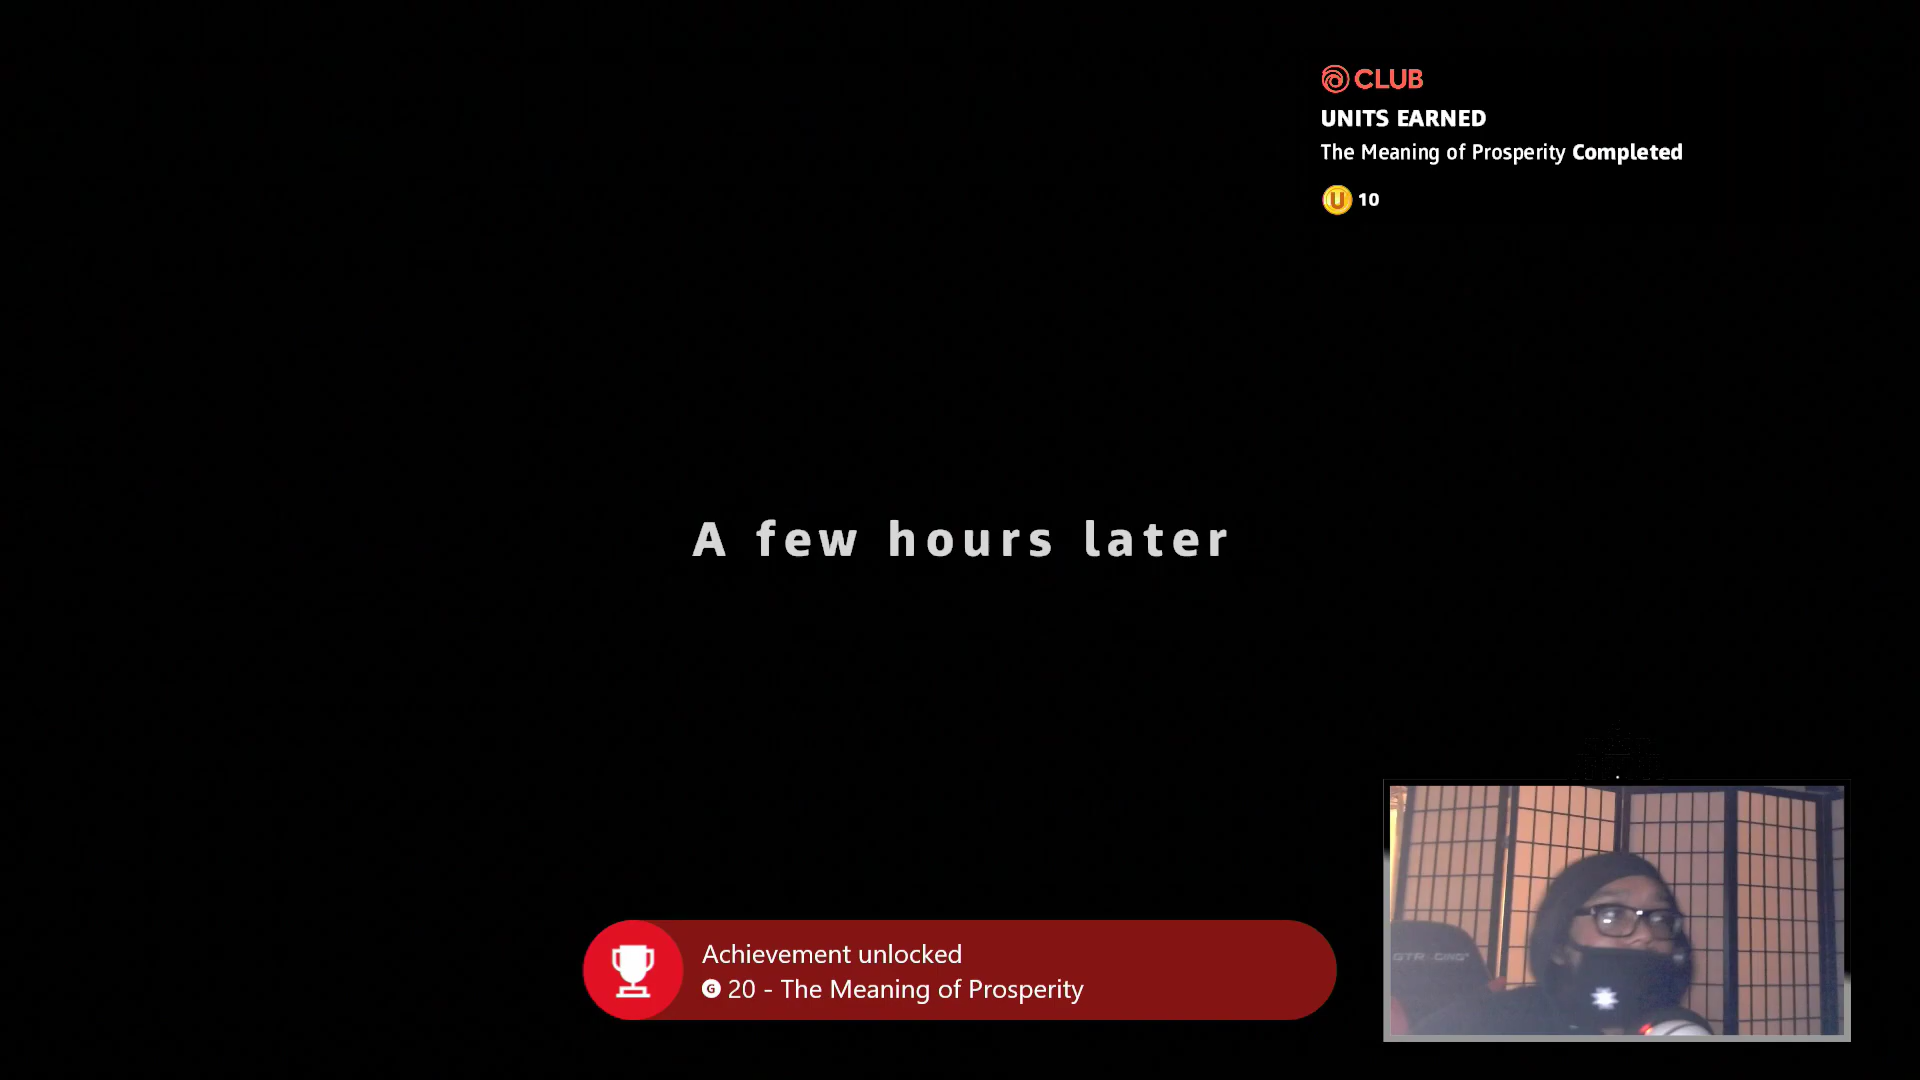 CLUB
UNITS EARNED
The Meaning of Prosperity Completed
10
A few hours later
Achievement unlocked
G 20 - The Meaning of Prosperity